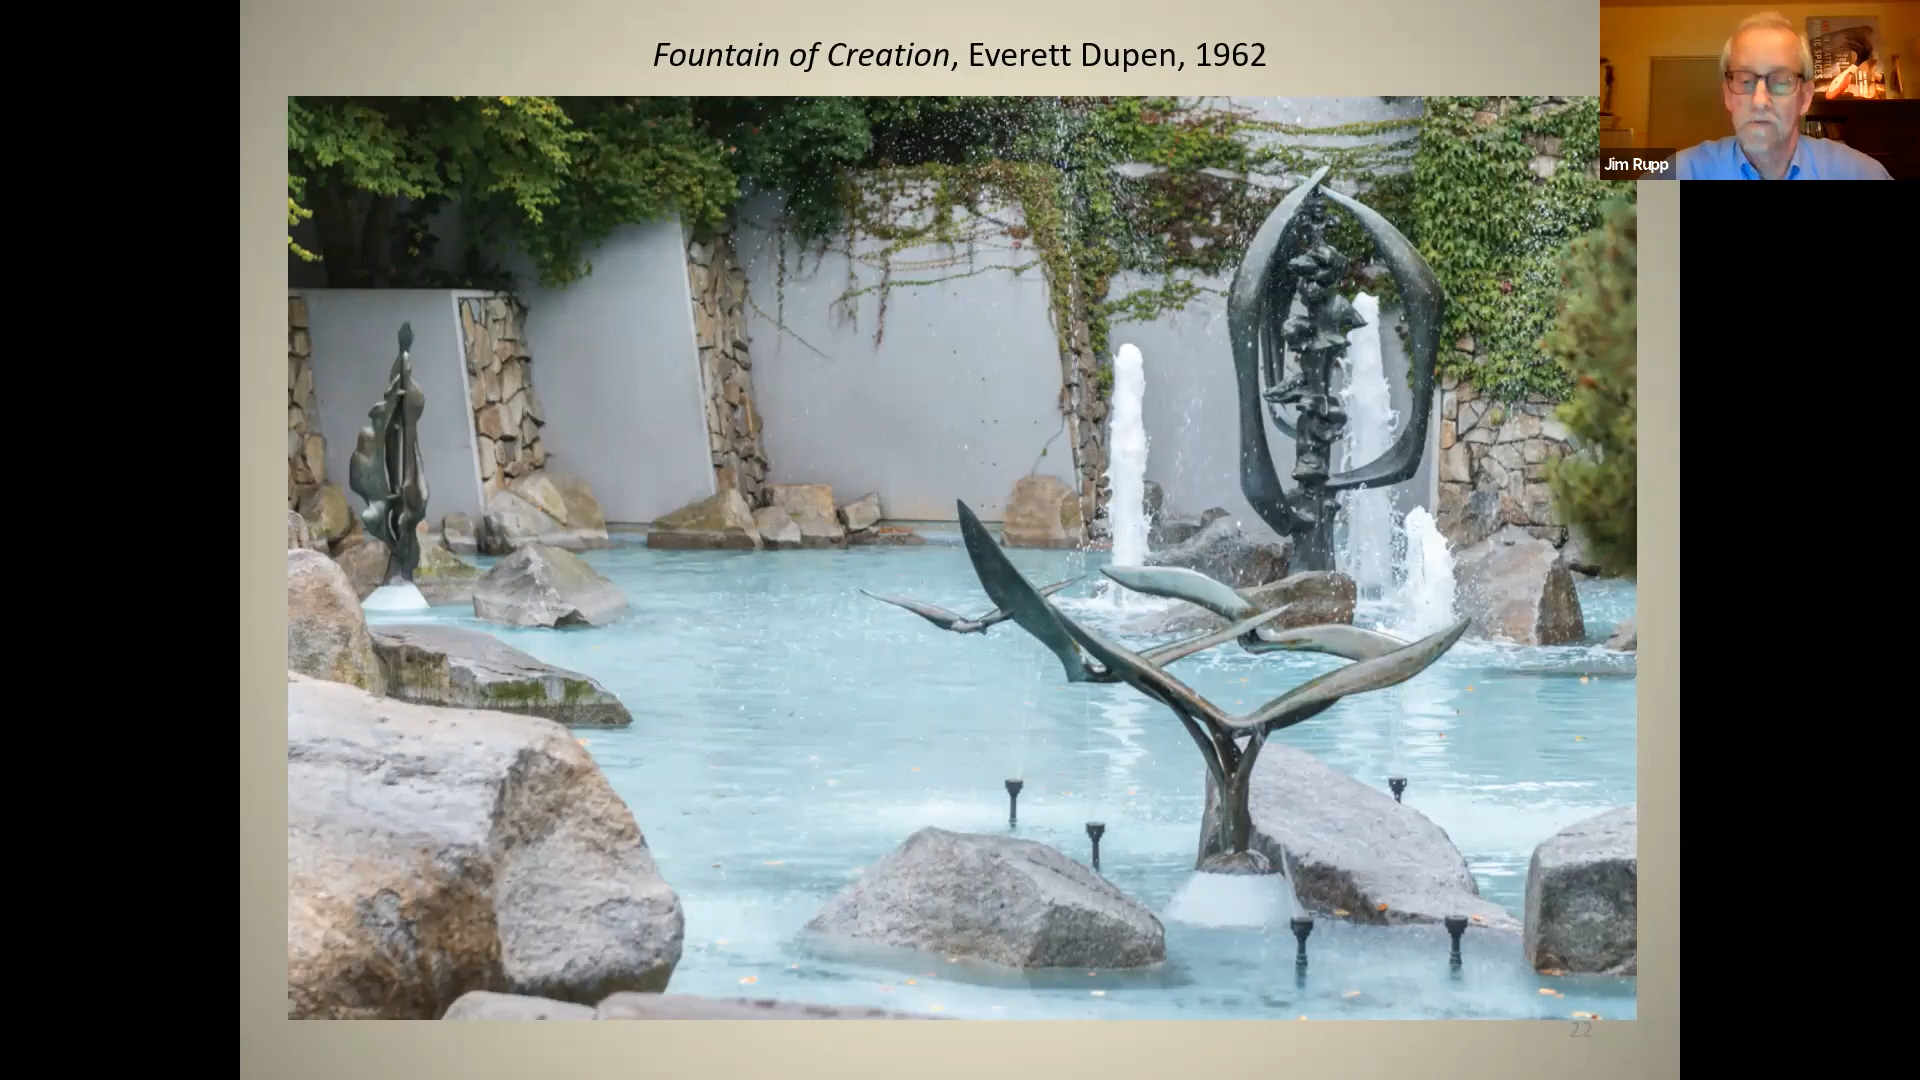 Fountain of Creation, Everett Dupen, 1962
Jim Rupp
22